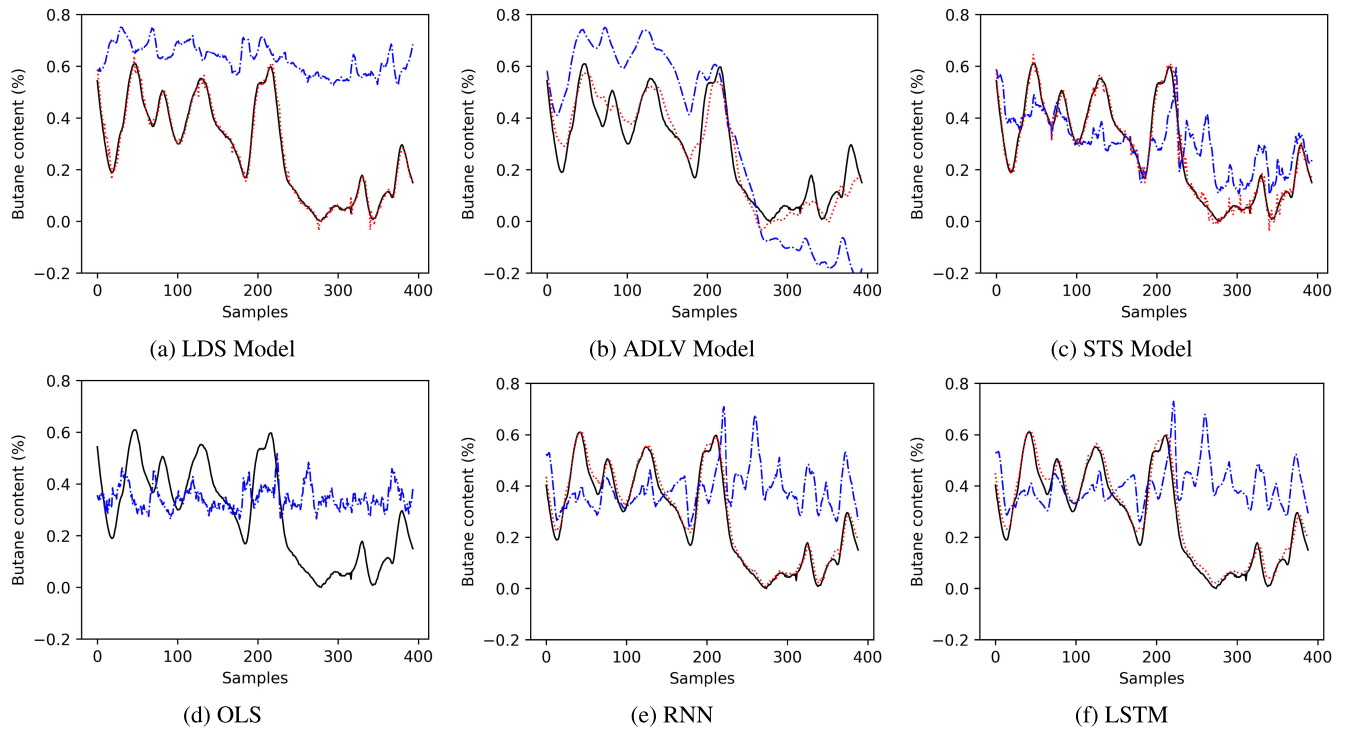 Butane content (%)
0.8
0.6
0.4
0.2
0.0
−0.2
0 100 200 300 400
Samples
(a) LDS Model
Butane content (%)
0.8
0.6
0.4
0.2
0.0
−0.2
0 100 200 300 400
Samples
(b) ADLV Model
Butane content (%)
0.8
0.6
0.4
0.2
0.0
−0.2
0 100 200 300 400
Samples
(c) STS Model
Butane content (%)
0.8
0.6
0.4
0.2
0.0
−0.2
0 100 200 300 400
Samples
(d) OLS
Butane content (%)
0.8
0.6
0.4
0.2
0.0
−0.2
0 100 200 300 400
Samples
(e) RNN
Butane content (%)
0.8
0.6
0.4
0.2
0.0
−0.2
0 100 200 300 400
Samples
(f) LSTM